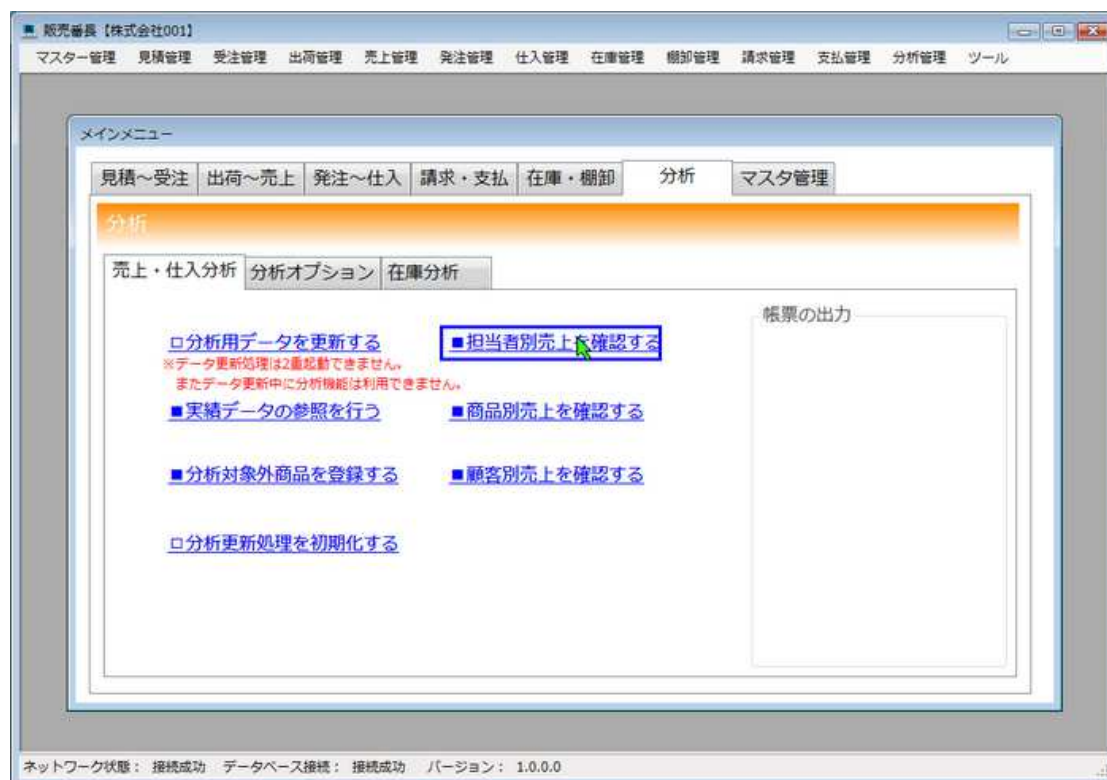 販売番長【株式会社001】
マスター管理 見積管理 受注管理 出荷管理 売上管理 発注管理 仕入管理 在庫管理 棚卸管理 請求管理 支払管理 分析管理 ツール
メインメニュー
見積～受注 出荷～売上 発注～仕入 請求・支払 在庫・棚卸 分析 マスタ管理
分析
売上・仕入分析 分析オプション 在庫分析
帳票の出力
□分析用データを更新する ■担当者別売上を確認する
※データ更新処理は2重起動できません。
またデータ更新中に分析機能は利用できません。
■実績データの参照を行う ■商品別売上を確認する
■分析対象外商品を登録する ■顧客別売上を確認する
□分析更新処理を初期化する
ネットワーク状態： 接続成功 データベース接続： 接続成功 バージョン： 1.0.0.0